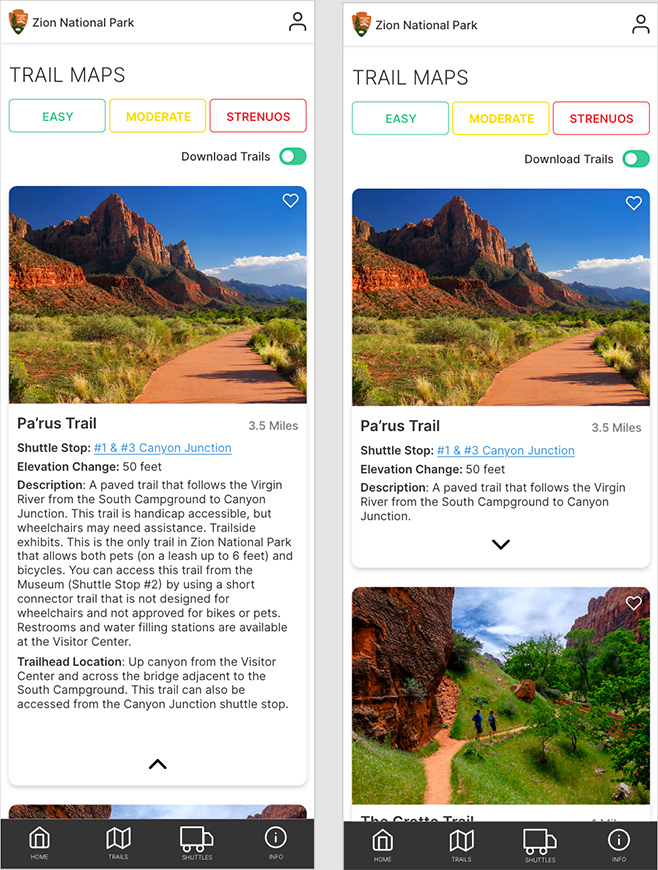 Zion National Park
TRAIL MAPS
EASY MODERATE STRENUOS
Download Trails
Pa'rus Trail 3.5 Miles
Shuttle Stop: #1 & #3 Canyon Junction
Elevation Change: 50 feet
Description: A paved trail that follows the Virgin
River from the South Campground to Canyon
Junction. This trail is handicap accessible, but
wheelchairs may need assistance. Trailside
exhibits. This is the only trail in Zion National Park
that allows both pets (on a leash up to 6 feet) and
bicycles. You can access this trail from the
Museum (Shuttle Stop #2) by using a short
connector trail that is not designed for
wheelchairs and not approved for bikes or pets.
Restrooms and water filling stations are available
at the Visitor Center.
Trailhead Location: Up canyon from the Visitor
Center and across the bridge adjacent to the
South Campground. This trail can also be
accessed from the Canyon Junction shuttle stop.
HOME TRAILS SHUTTLES INFO
Zion National Park
TRAIL MAPS
EASY MODERATE STRENUOS
Download Trails
Pa'rus Trail 3.5 Miles
Shuttle Stop: #1 & #3 Canyon Junction
Elevation Change: 50 feet
Description: A paved trail that follows the Virgin
River from the South Campground to Canyon
Junction.
The Grotto Trail 1 Mile
HOME TRAILS SHUTTLES INFO